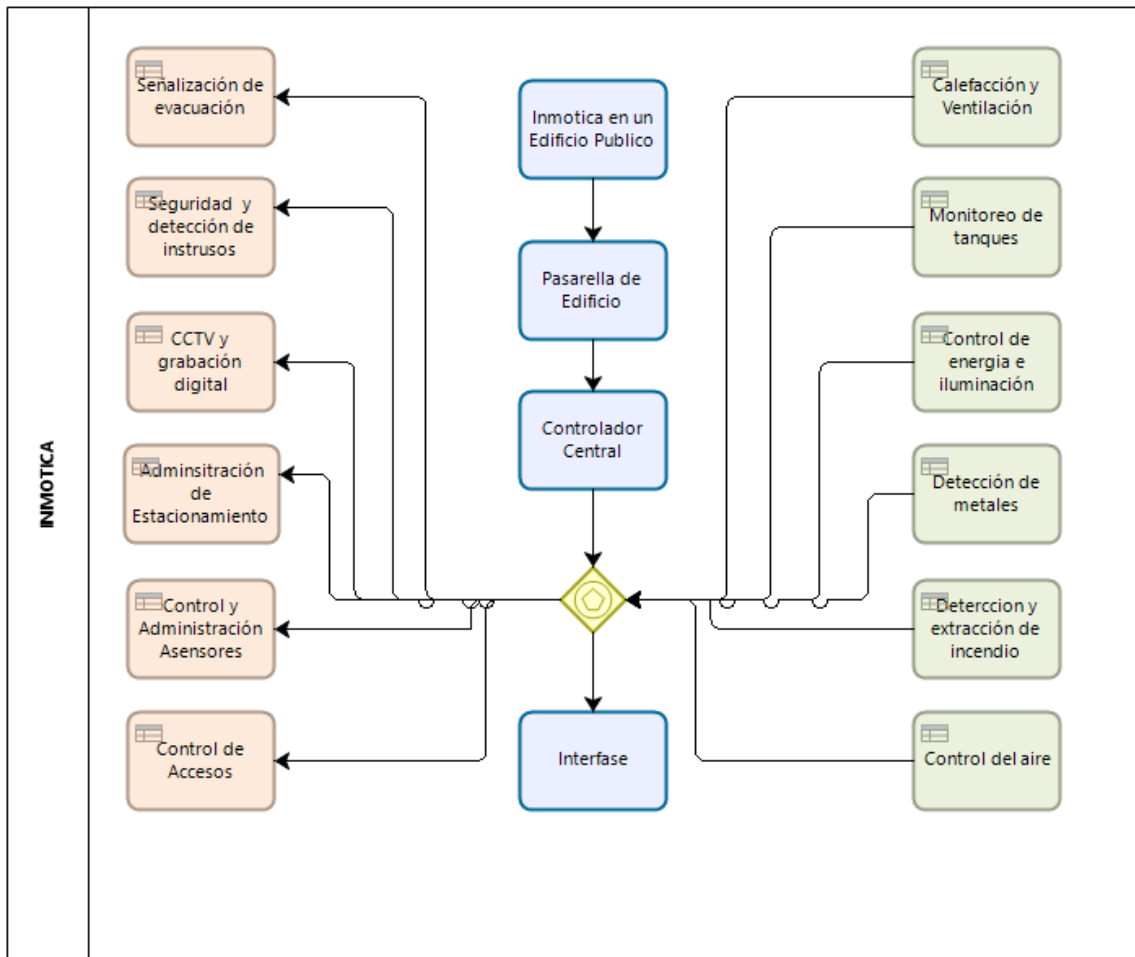 INMOTICA
Señalización de
evacuación
Seguridad y
detección de
instrusos
CCTV y
grabación
digital
Adminsitración
de
Estacionamiento
Control y
Administración
Asensores
Control de
Accesos
Inmotica en un
Edificio Publico
Pasarella de
Edificio
Controlador
Central
Interfase
Calefacción y
Ventilación
Monitoreo de
tanques
Control de
energia e
iluminación
Detección de
metales
Deterccion y
extracción de
incendio
Control del aire